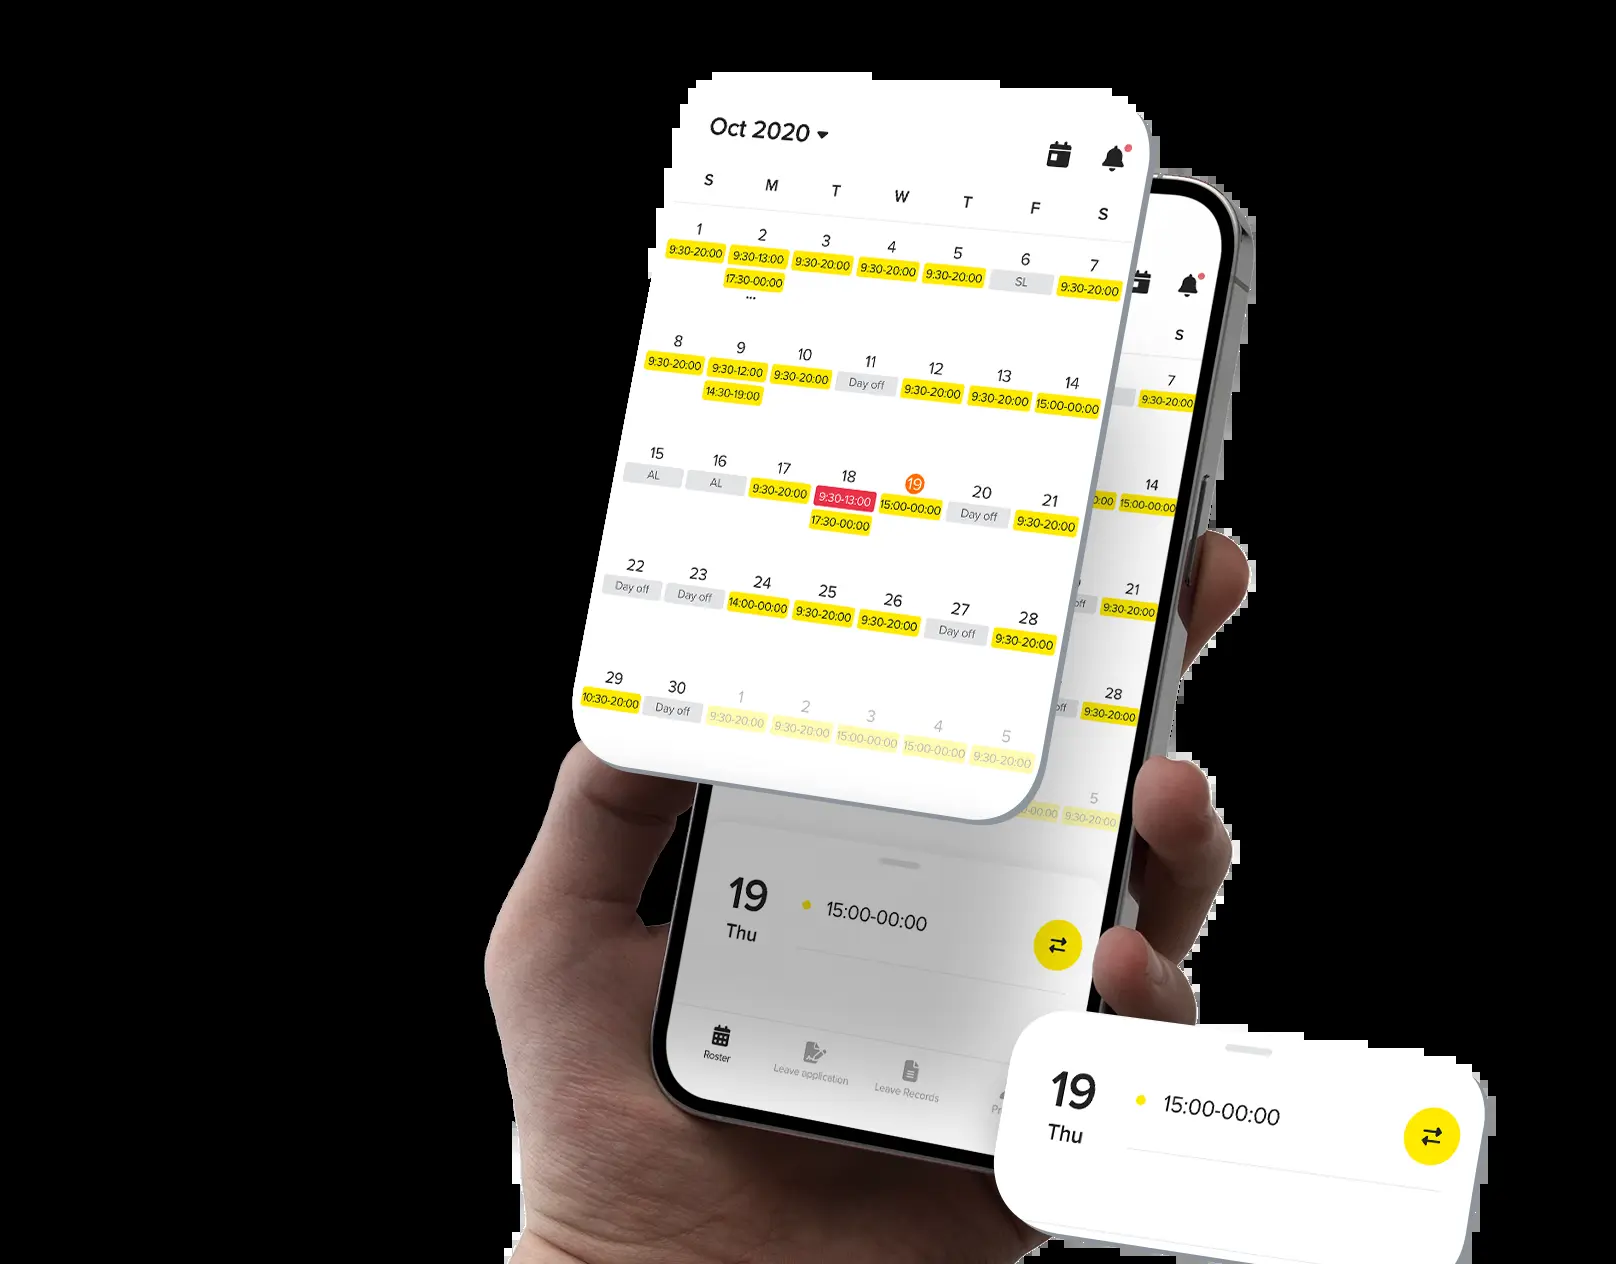 Oct 2020
S M T W T F S
1 2 3 4 5 6 7
9:30-20:00 9:30-13:00 9:30-20:00 9:30-20:00 9:30-20:00 SL 9:30-20:00
17:30-00:00
...
8 9 10 11 12 13 14
9:30-20:00 9:30-12:00 9:30-20:00 Day off 9:30-20:00 9:30-20:00 15:00-00:00
14:30-19:00
15 16 17 18 19 20 21
AL AL 9:30-20:00 9:30-13:00 15:00-00:00 Day off 9:30-20:00
17:30-00:00
22 23 24 25 26 27 28
Day off Day off 14:00-00:00 9:30-20:00 9:30-20:00 Day off 9:30-20:00
29 30 1 2 3 4 5
10:30-20:00 Day off 9:30-20:00 9:30-20:00 15:00-00:00 15:00-00:00 9:30-20:00
S
7
9:30-20:00
14
15:00-00:00
21
9:30-20:00
28
9:30-20:00
5
9:30-20:00
19 15:00-00:00
Thu
Roster Leave application Leave Records
19 15:00-00:00
Thu